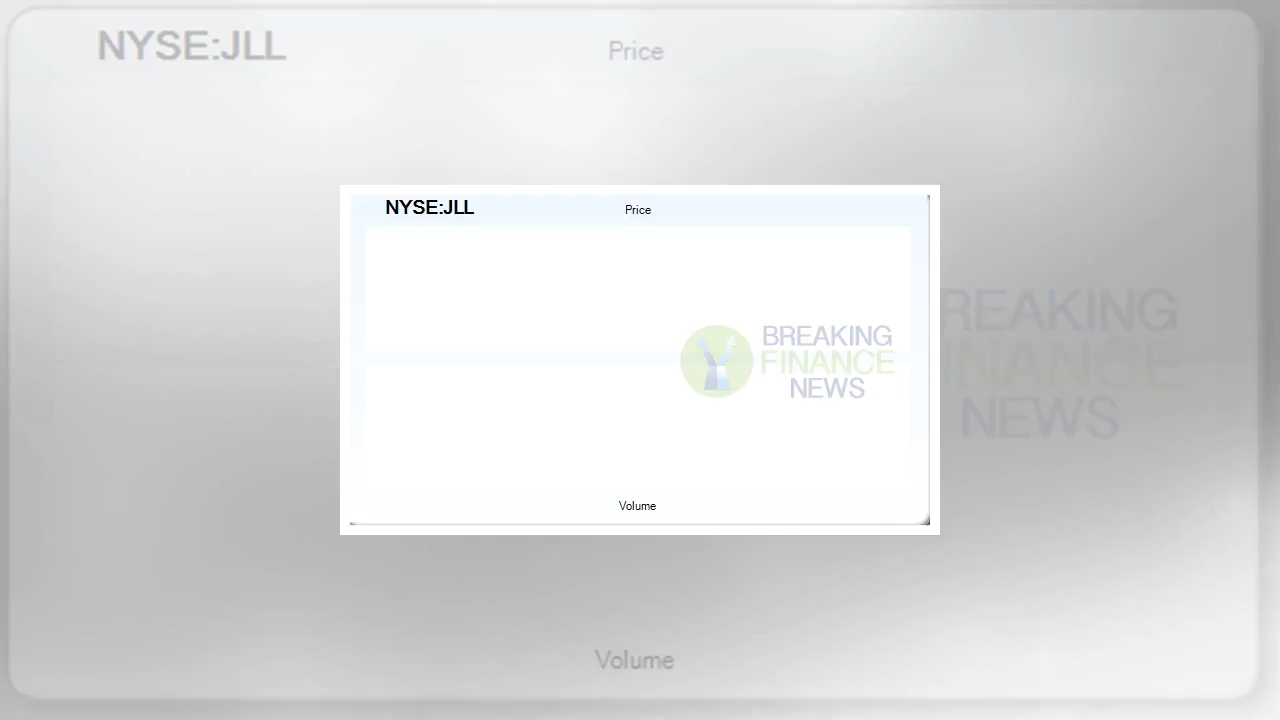 NYSE:JLL Price
NYSE:JLL Price
BREAKING
FINANCE
NEWS
Volume
REAKING
INANCE
NEWS
Volume